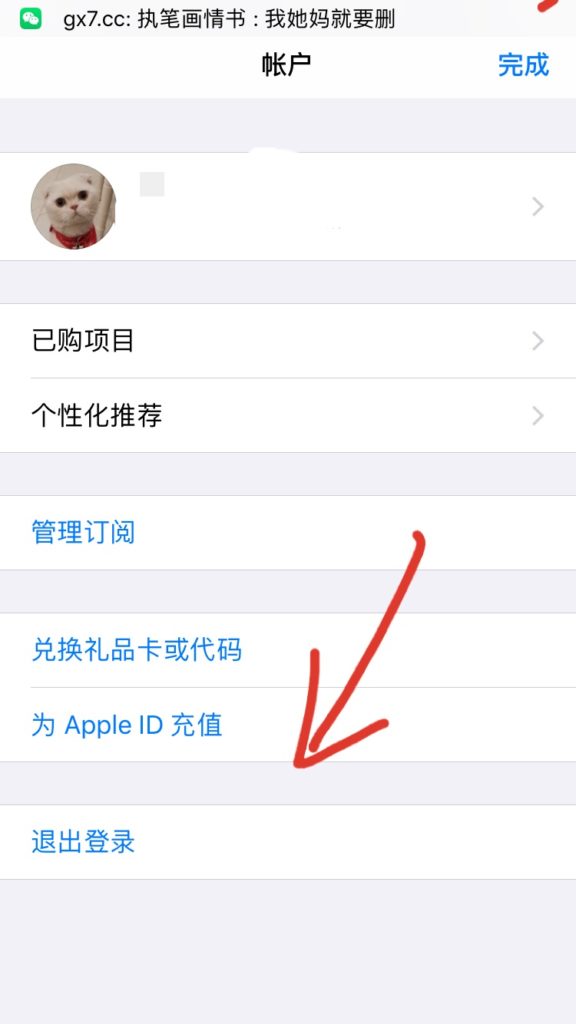 gx7.cc: 执笔画情书 : 我她妈就要删
帐户
完成
已购项目
个性化推荐
管理订阅
兑换礼品卡或代码
为 Apple ID 充值
退出登录